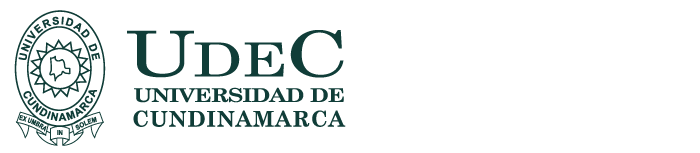 UNIVERSIDAD DE
CUNDINAMARCA
EX UMBRA
IN
SOLEM
UDEC
UNIVERSIDAD DE
CUNDINAMARCA